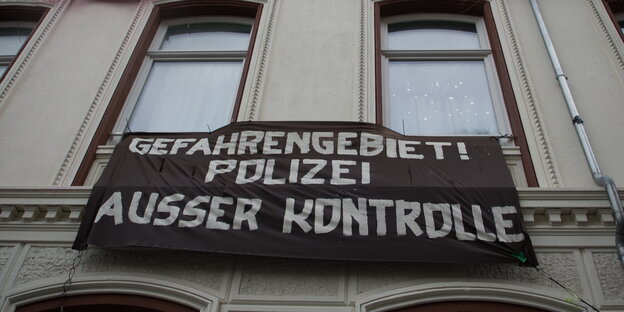 GEFAHRENGEBIET!
POLIZEI
AUSSER KONTROLLE